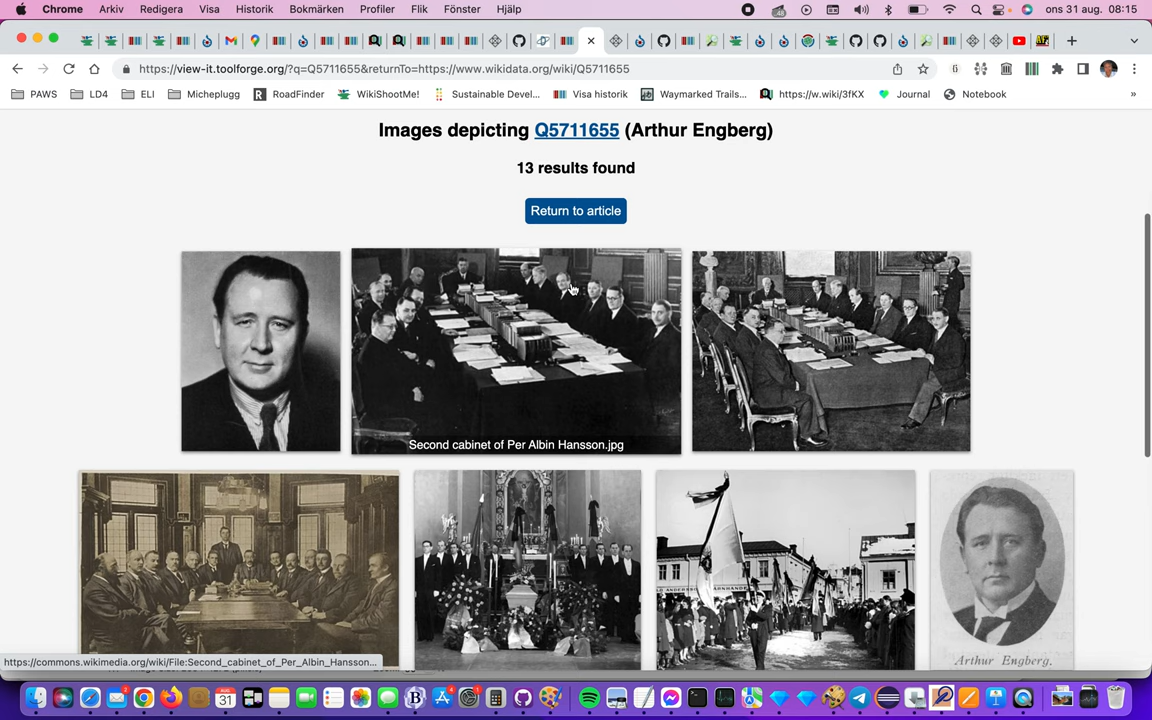 Chrome Arkiv Redigera Visa Historik Bokmärken Profiler Flik Fönster Hjälp ons 31 aug. 08:15
https://view-it.toolforge.org/?q=Q5711655&returnTo=https://www.wikidata.org/wiki/Q5711655
PAWS LD4 ELI Micheplugg RoadFinder WikiShootMe! Sustainable Devel... Visa historik Waymarked Trails... https://w.wiki/3fKX Journal Notebook »
Images depicting Q5711655 (Arthur Engberg)
13 results found
Return to article
Second cabinet of Per Albin Hansson.jpg
Arthur Engberg.
https://commons.wikimedia.org/wiki/File:Second_cabinet_of_Per_Albin_Hansson...